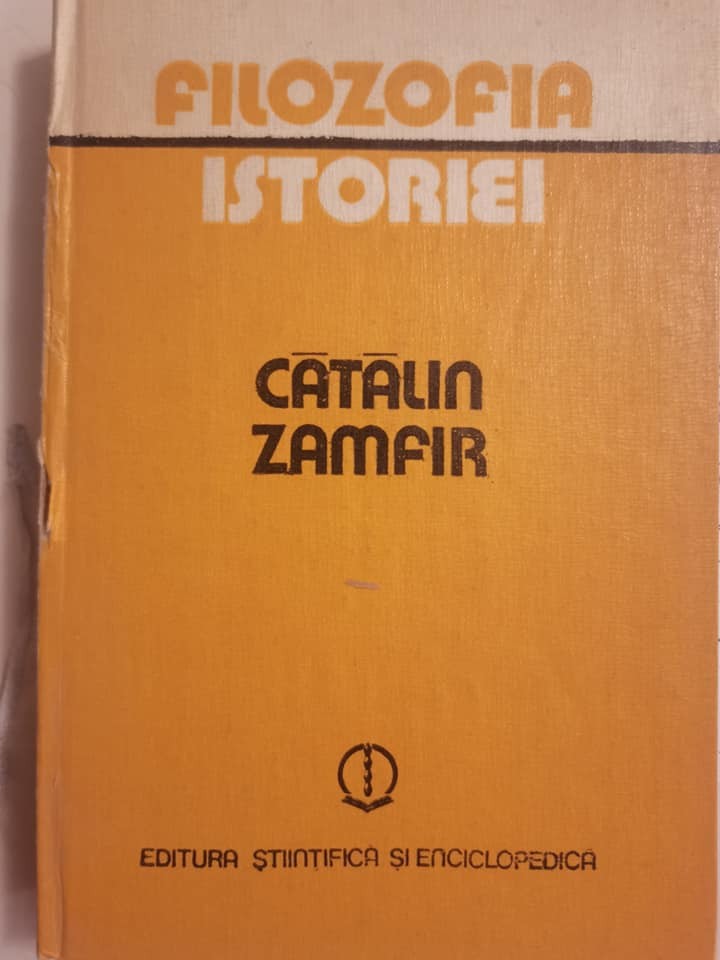 FILOZOFIA
ISTORIEI
CĂTĂLIN
ZAMFIR
EDITURA ŞTIINŢIFICĂ ŞI ENCICLOPEDICĂ